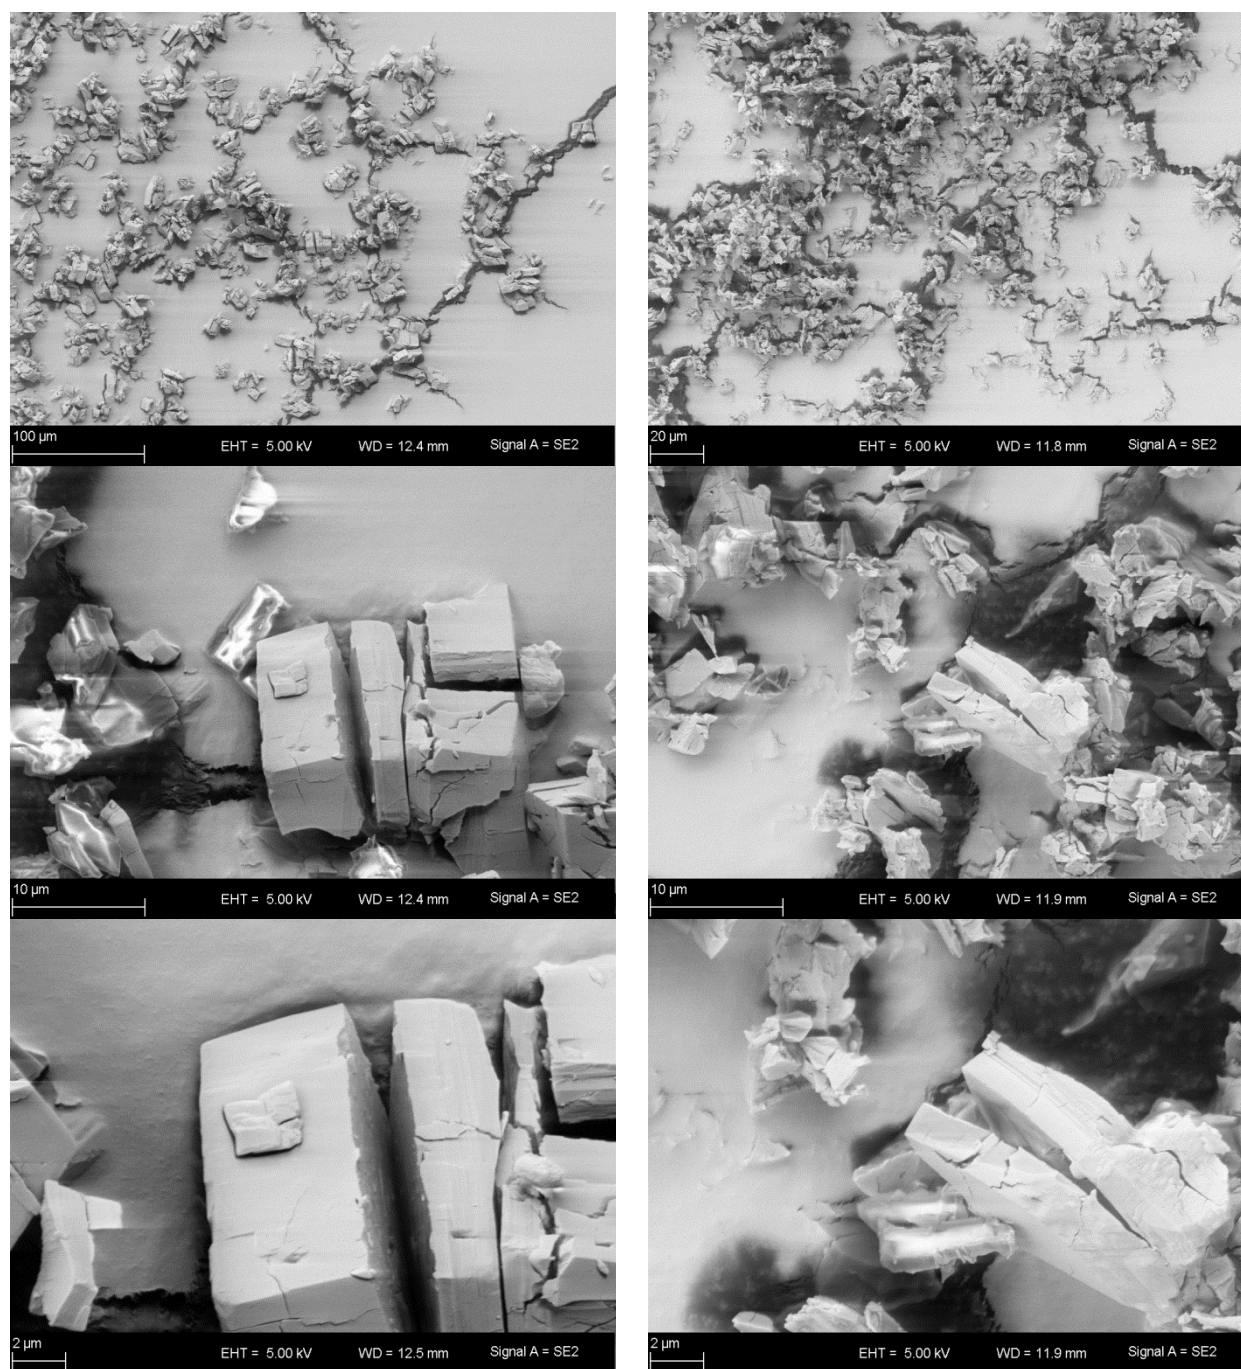 100 µm EHT = 5.00 kV WD = 12.4 mm Signal A = SE2
20 µm EHT = 5.00 kV WD = 11.8 mm Signal A = SE2
10 µm EHT = 5.00 kV WD = 12.4 mm Signal A = SE2
10 µm EHT = 5.00 kV WD = 11.9 mm Signal A = SE2
2 µm EHT = 5.00 kV WD = 12.5 mm Signal A = SE2
2 µm EHT = 5.00 kV WD = 11.9 mm Signal A = SE2